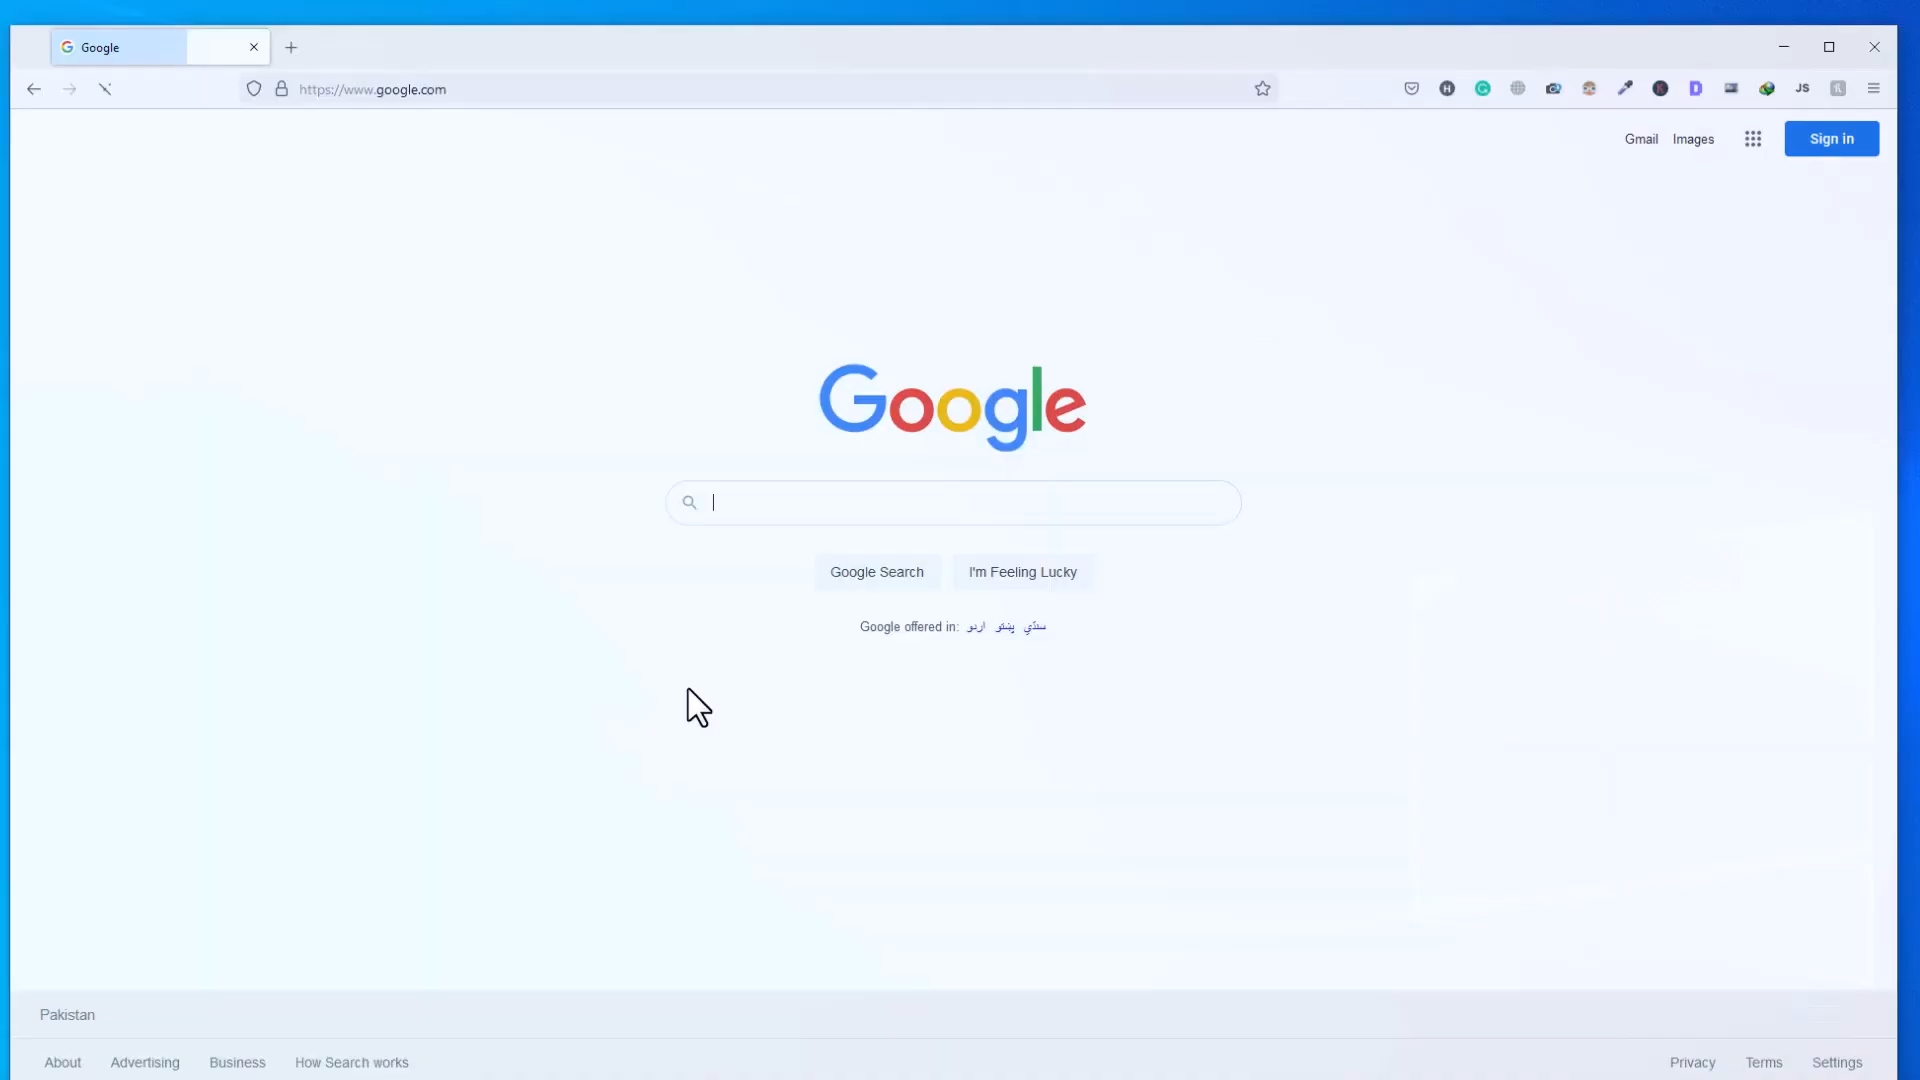 Google
https://www.google.com
H
D
JS
Gmail Images Sign in
Google
Google Search I'm Feeling Lucky
Google offered in: اردو پښتو سنڌي
Pakistan
About Advertising Business How Search works
Privacy Terms Settings